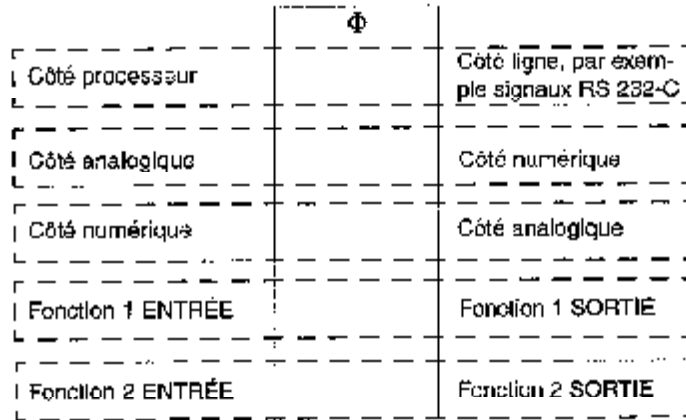 Φ
Côté processeur
Côté ligne, par exem-
ple signaux RS 232-C
Côté analogique
Côté numérique
Côté numérique
Côté analogique
Fonction 1 ENTRÉE
Fonction 1 SORTIE
Fonction 2 ENTRÉE
Fonction 2 SORTIE